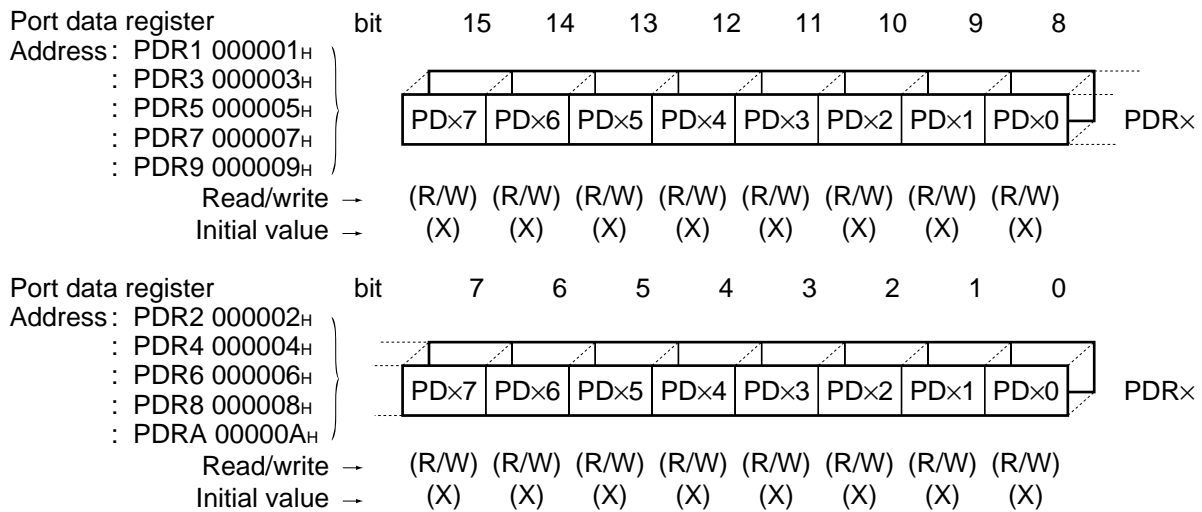 Port data register bit 15 14 13 12 11 10 9 8
Address : PDR1 000001H
: PDR3 000003H
: PDR5 000005H
: PDR7 000007H
: PDR9 000009H
PD×7 PD×6 PD×5 PD×4 PD×3 PD×2 PD×1 PD×0 PDR×
Read/write → (R/W) (R/W) (R/W) (R/W) (R/W) (R/W) (R/W) (R/W)
Initial value → (X) (X) (X) (X) (X) (X) (X) (X)
Port data register bit 7 6 5 4 3 2 1 0
Address : PDR2 000002H
: PDR4 000004H
: PDR6 000006H
: PDR8 000008H
: PDRA 00000AH
PD×7 PD×6 PD×5 PD×4 PD×3 PD×2 PD×1 PD×0 PDR×
Read/write → (R/W) (R/W) (R/W) (R/W) (R/W) (R/W) (R/W) (R/W)
Initial value → (X) (X) (X) (X) (X) (X) (X) (X)